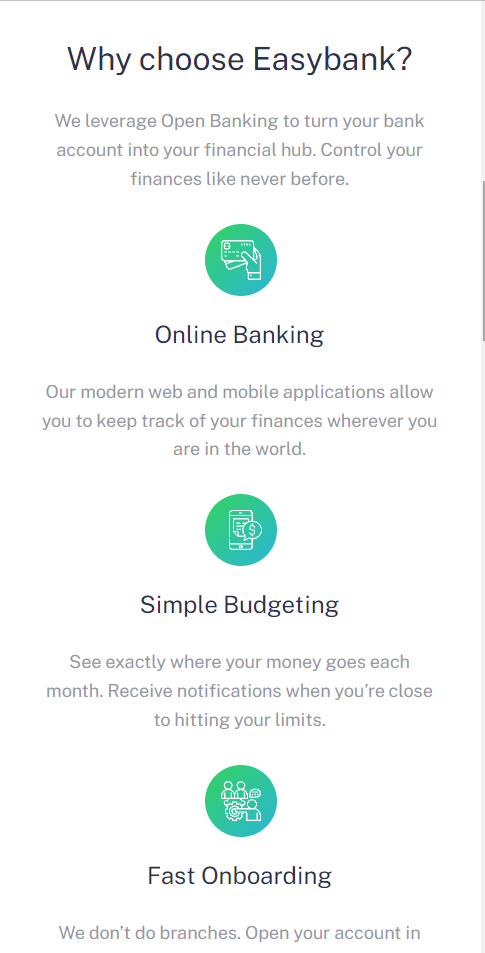 Why choose Easybank?
We leverage Open Banking to turn your bank
account into your financial hub. Control your
finances like never before.
Online Banking
Our modern web and mobile applications allow
you to keep track of your finances wherever you
are in the world.
Simple Budgeting
See exactly where your money goes each
month. Receive notifications when you’re close
to hitting your limits.
Fast Onboarding
We don’t do branches. Open your account in